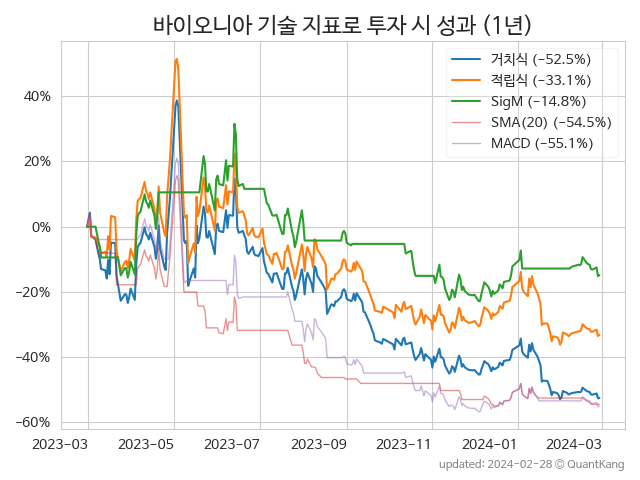 바이오니아 기술 지표로 투자 시 성과 (1년)
거치식 (−52.5%)
적립식 (−33.1%)
SigM (−14.8%)
SMA(20) (−54.5%)
MACD (−55.1%)
40%
20%
0%
−20%
−40%
−60%
2023-03 2023-05 2023-07 2023-09 2023-11 2024-01 2024-03
updated: 2024-02-28 © QuantKang